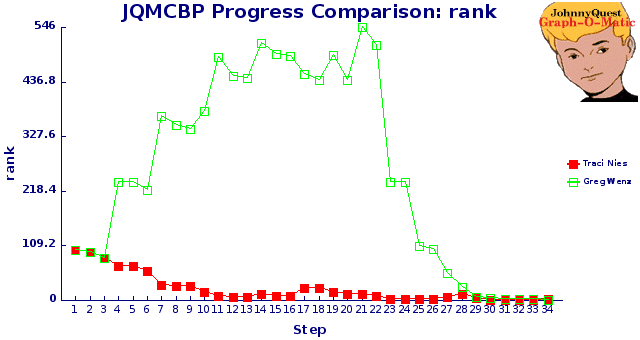 JQMCBP Progress Comparison: rank
JohnnyQuest
Graph-O-Matic
546
436.8
327.6
218.4
109.2
0
rank
Traci Nies
Greg Wenz
1 2 3 4 5 6 7 8 9 10 11 12 13 14 15 16 17 18 19 20 21 22 23 24 25 26 27 28 29 30 31 32 33 34
Step